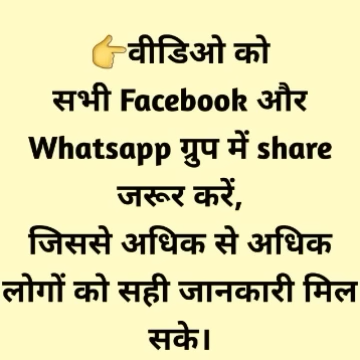 👉वीडिओ को
सभी Facebook और
Whatsapp ग्रुप में share
जरूर करें,
जिससे अधिक से अधिक
लोगों को सही जानकारी मिल
सके।